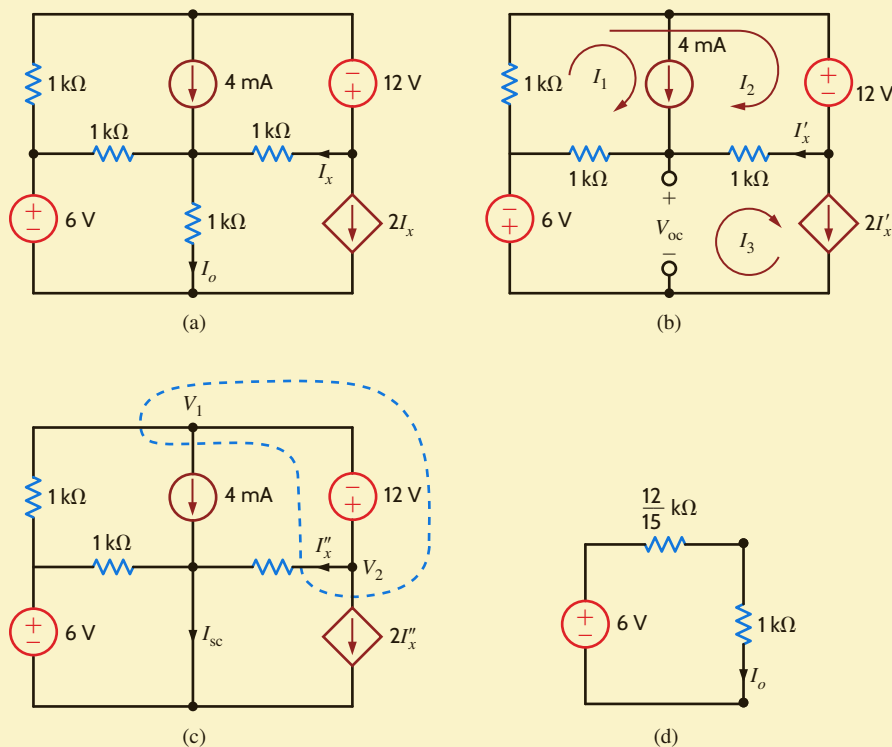 1 kΩ
4 mA
− + 12 V
1 kΩ
1 kΩ
I_x
+ − 6 V
1 kΩ
2I_x
I_o
(a)
4 mA
I_1
I_2
+ − 12 V
1 kΩ
I'_x
1 kΩ
1 kΩ
− + 6 V
+
V_oc
−
I_3
2I'_x
(b)
V_1
1 kΩ
4 mA
− + 12 V
1 kΩ
I''_x
V_2
+ − 6 V
I_sc
2I''_x
(c)
12/15 kΩ
+ − 6 V
1 kΩ
I_o
(d)